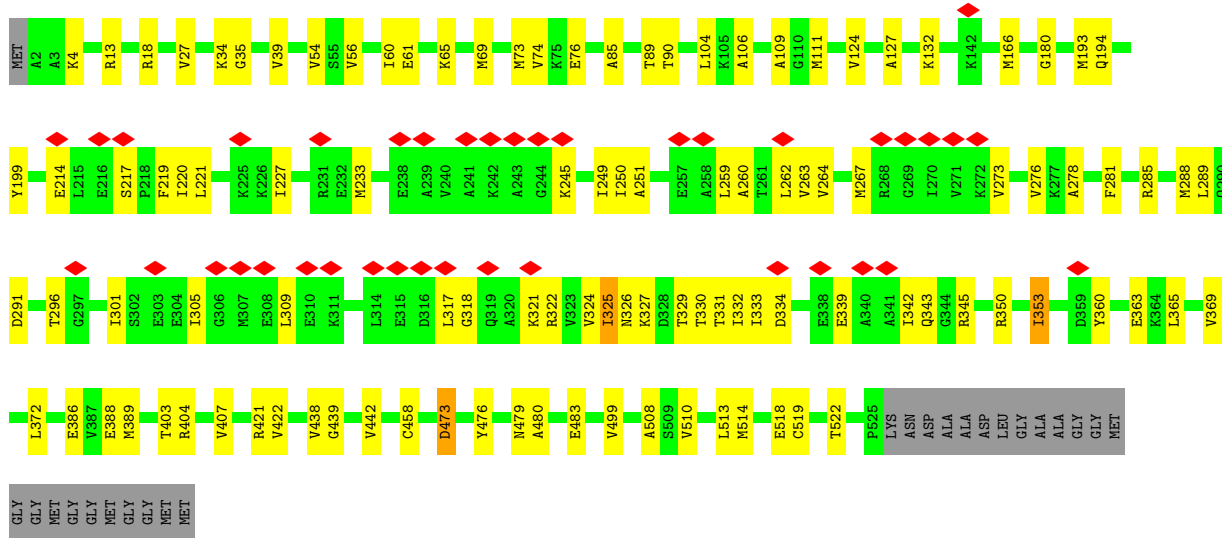 MET A2 A3 K4 R13 R18 V27 K34 G35 V39 V54 S55 V56 I60 E61 K65 M69 M73 V74 K75 E76 A85 T89 T90 L104 K105 A106 A109 G110 M111 V124 A127 K132 K142 M166 G180 M193 Q194
Y199 E214 L215 E216 S217 P218 F219 I220 L221 K225 K226 I227 R231 E232 M233 E238 A239 V240 A241 K242 A243 G244 K245 I249 I250 A251 E257 A258 L259 A260 T261 L262 V263 V264 M267 R268 G269 I270 V271 K272 V273 V276 K277 A278 F281 R285 M288 L289
D291 T296 G297 I301 S302 E303 E304 I305 G306 M307 E308 L309 E310 K311 L314 E315 D316 L317 G318 Q319 A320 K321 R322 V323 V324 I325 N326 K327 D328 T329 T330 T331 I332 I333 D334 E338 E339 A340 A341 I342 Q343 G344 R345 R350 I353 D359 Y360 E363 K364 L365 V369
L372 E386 V387 E388 M389 T403 R404 V407 R421 V422 V438 G439 V442 C458 D473 Y476 N479 A480 E483 V499 A508 S509 V510 L513 M514 E518 C519 T522 P525 LYS ASN ASP ALA ALA ASP LEU GLY ALA ALA GLY GLY MET
GLY GLY MET GLY GLY MET GLY GLY MET MET